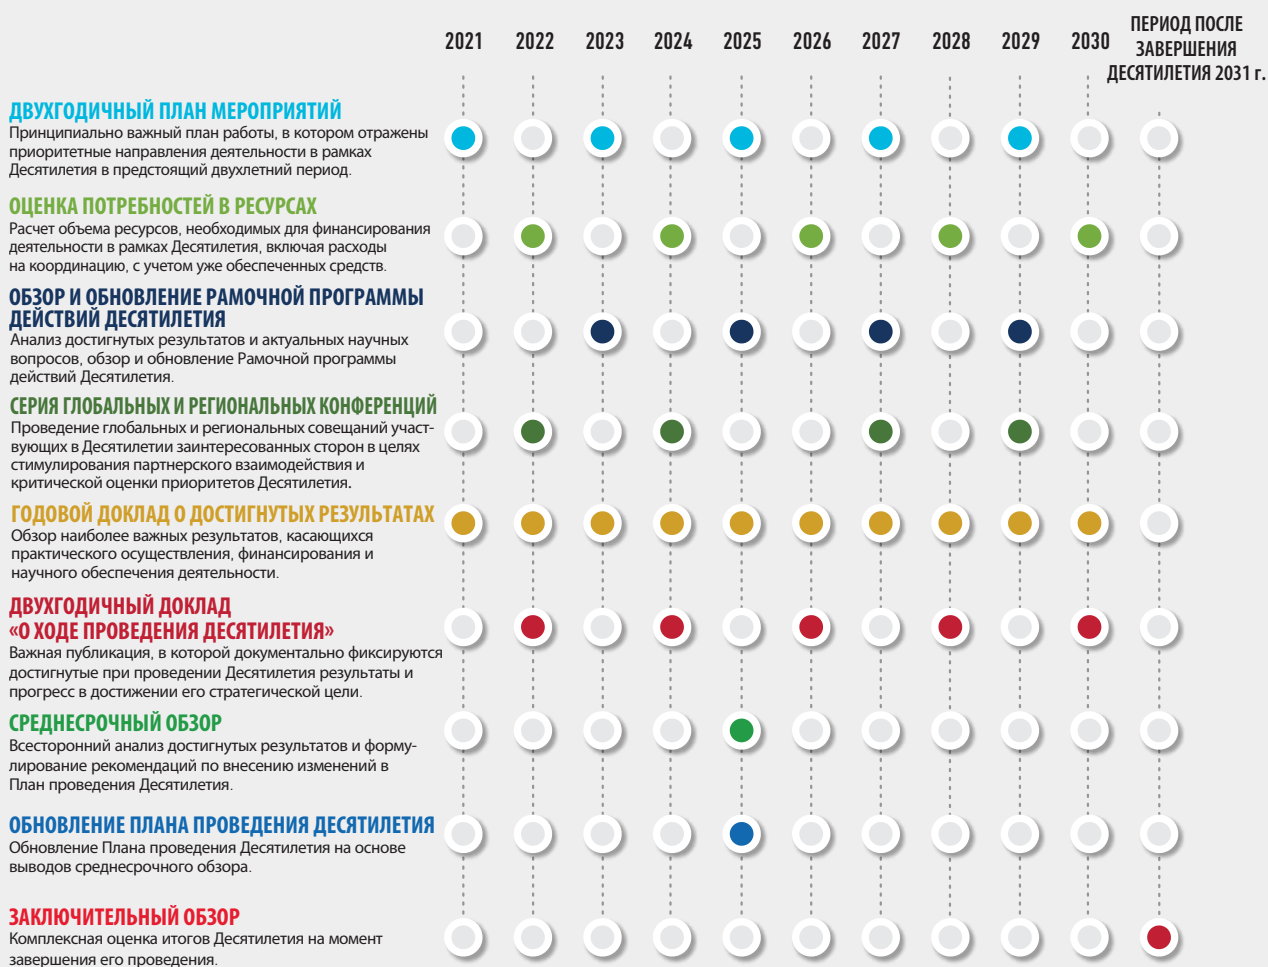 2021 2022 2023 2024 2025 2026 2027 2028 2029 2030
ПЕРИОД ПОСЛЕ
ЗАВЕРШЕНИЯ
ДЕСЯТИЛЕТИЯ 2031 г.
ДВУХГОДИЧНЫЙ ПЛАН МЕРОПРИЯТИЙ
Принципиально важный план работы, в котором отражены
приоритетные направления деятельности в рамках
Десятилетия в предстоящий двухлетний период.
ОЦЕНКА ПОТРЕБНОСТЕЙ В РЕСУРСАХ
Расчет объема ресурсов, необходимых для финансирования
деятельности в рамках Десятилетия, включая расходы
на координацию, с учетом уже обеспеченных средств.
ОБЗОР И ОБНОВЛЕНИЕ РАМОЧНОЙ ПРОГРАММЫ
ДЕЙСТВИЙ ДЕСЯТИЛЕТИЯ
Анализ достигнутых результатов и актуальных научных
вопросов, обзор и обновление Рамочной программы
действий Десятилетия.
СЕРИЯ ГЛОБАЛЬНЫХ И РЕГИОНАЛЬНЫХ КОНФЕРЕНЦИЙ
Проведение глобальных и региональных совещаний участ-
вующих в Десятилетии заинтересованных сторон в целях
стимулирования партнерского взаимодействия и
критической оценки приоритетов Десятилетия.
ГОДОВОЙ ДОКЛАД О ДОСТИГНУТЫХ РЕЗУЛЬТАТАХ
Обзор наиболее важных результатов, касающихся
практического осуществления, финансирования и
научного обеспечения деятельности.
ДВУХГОДИЧНЫЙ ДОКЛАД
«О ХОДЕ ПРОВЕДЕНИЯ ДЕСЯТИЛЕТИЯ»
Важная публикация, в которой документально фиксируются
достигнутые при проведении Десятилетия результаты и
прогресс в достижении его стратегической цели.
СРЕДНЕСРОЧНЫЙ ОБЗОР
Всесторонний анализ достигнутых результатов и форму-
лирование рекомендаций по внесению изменений в
План проведения Десятилетия.
ОБНОВЛЕНИЕ ПЛАНА ПРОВЕДЕНИЯ ДЕСЯТИЛЕТИЯ
Обновление Плана проведения Десятилетия на основе
выводов среднесрочного обзора.
ЗАКЛЮЧИТЕЛЬНЫЙ ОБЗОР
Комплексная оценка итогов Десятилетия на момент
завершения его проведения.